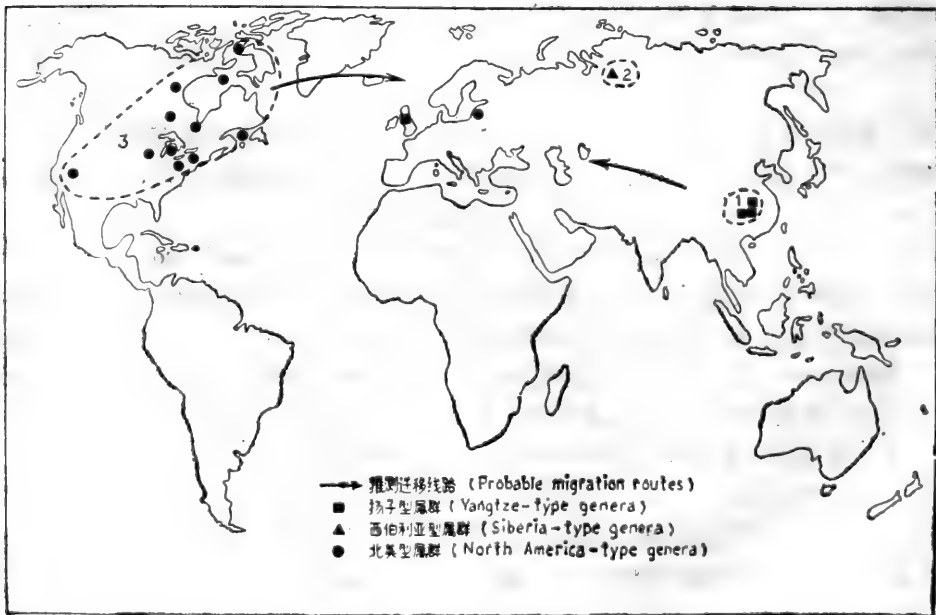 3
2
1
推测迁移线路 (Probable migration routes)
扬子型属群 (Yangtze-type genera)
西伯利亚型属群 (Siberia-type genera)
北美型属群 (North America-type genera)